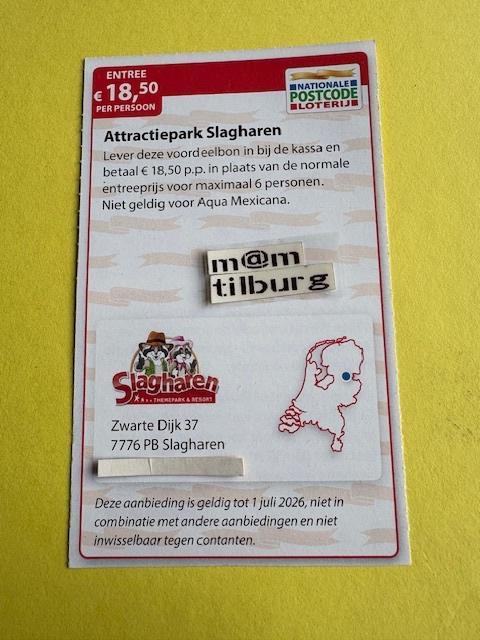 ENTREE
€ 18,50
PER PERSOON
NATIONALE
POSTCODE
LOTERIJ
Attractiepark Slagharen
Lever deze voordeelbon in bij de kassa en
betaal € 18,50 p.p. in plaats van de normale
entreeprijs voor maximaal 6 personen.
Niet geldig voor Aqua Mexicana.
m@m
tilburg
Slagharen
THEMEPARK & RESORT
Zwarte Dijk 37
7776 PB Slagharen
Deze aanbieding is geldig tot 1 juli 2026, niet in
combinatie met andere aanbiedingen en niet
inwisselbaar tegen contanten.